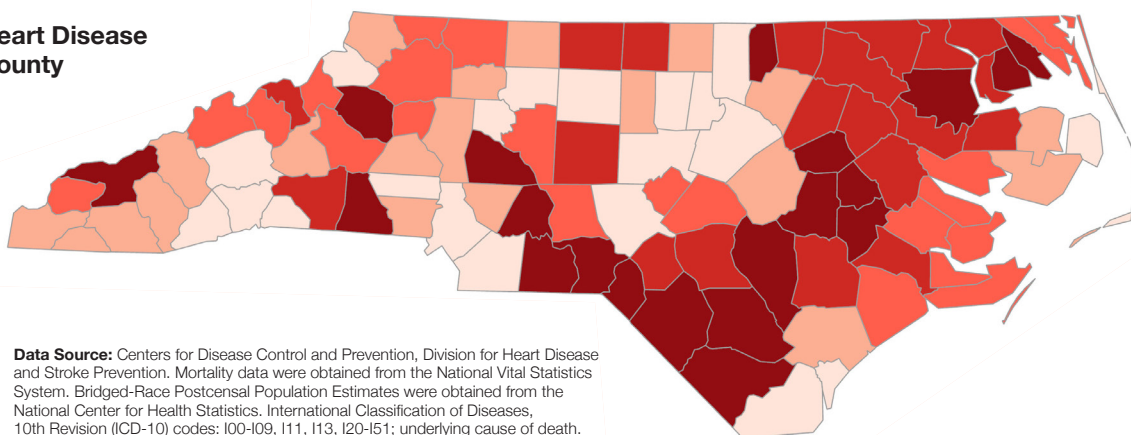 eart Disease
ounty
Data Source: Centers for Disease Control and Prevention, Division for Heart Disease
and Stroke Prevention. Mortality data were obtained from the National Vital Statistics
System. Bridged-Race Postcensal Population Estimates were obtained from the
National Center for Health Statistics. International Classification of Diseases,
10th Revision (ICD-10) codes: I00-I09, I11, I13, I20-I51; underlying cause of death.